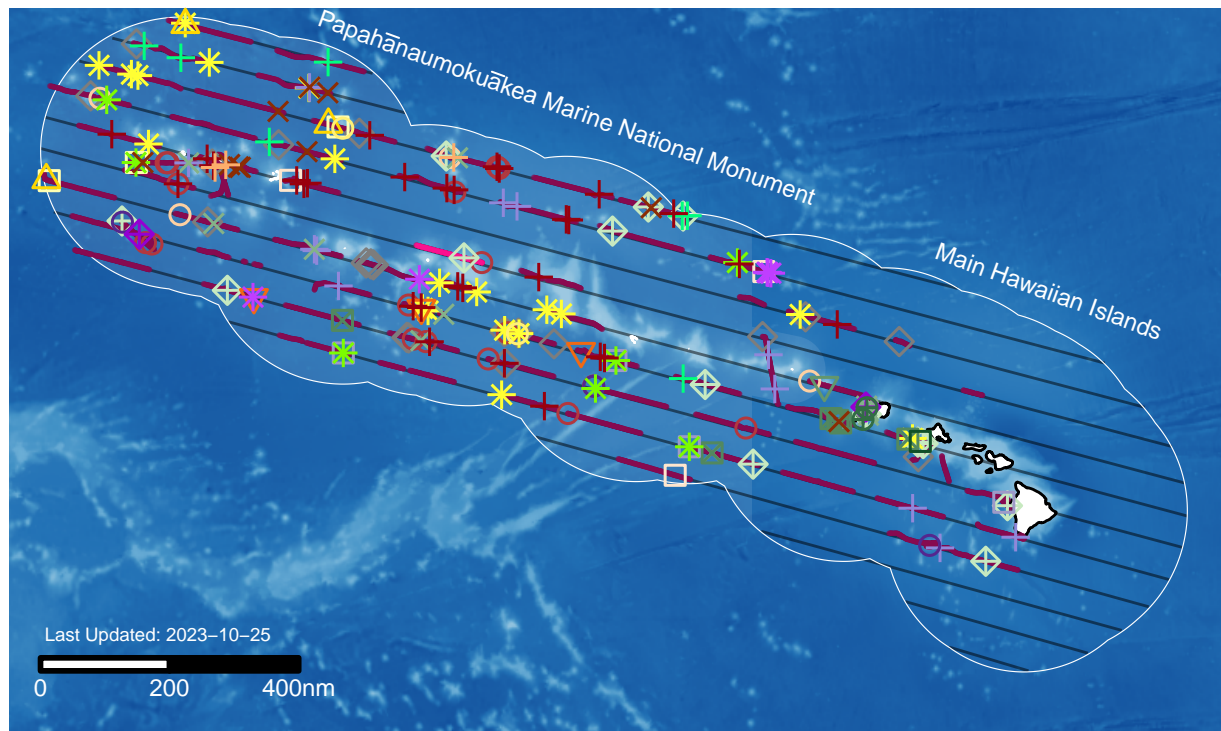 Papahānaumokuākea Marine National Monument
Main Hawaiian Islands
Last Updated: 2023−10−25
0 200 400nm